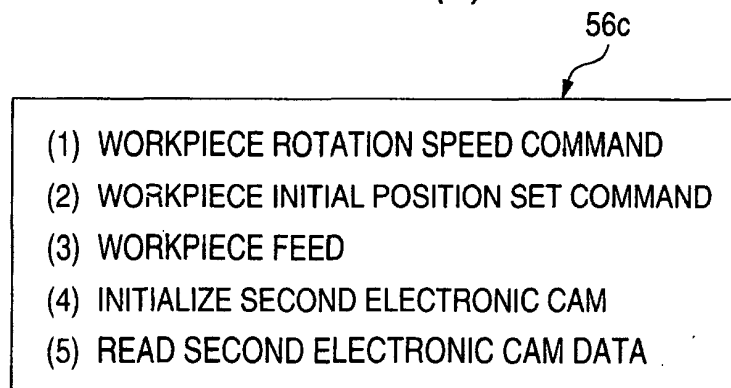 56c
(1) WORKPIECE ROTATION SPEED COMMAND
(2) WORKPIECE INITIAL POSITION SET COMMAND
(3) WORKPIECE FEED
(4) INITIALIZE SECOND ELECTRONIC CAM
(5) READ SECOND ELECTRONIC CAM DATA